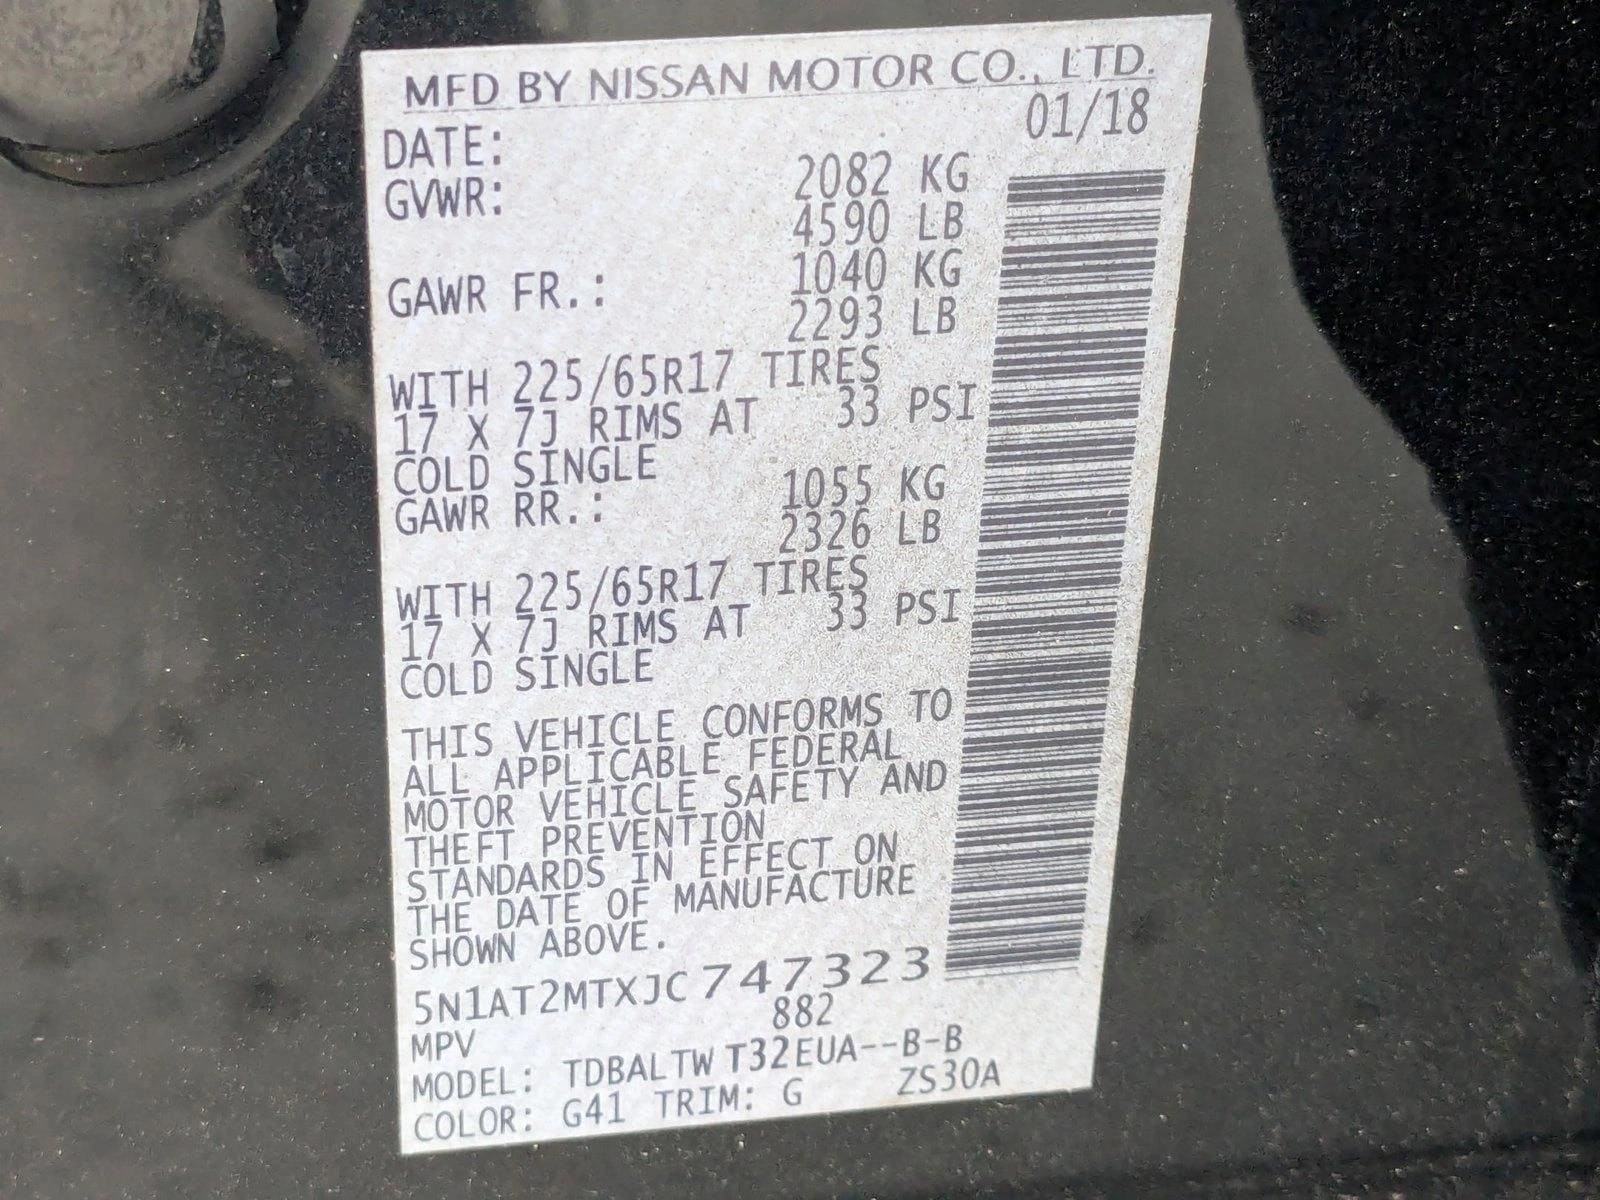 MFD BY NISSAN MOTOR CO., LTD.
DATE: 01/18
GVWR: 2082 KG
4590 LB
GAWR FR.: 1040 KG
2293 LB
WITH 225/65R17 TIRES
17 X 7J RIMS AT 33 PSI
COLD SINGLE
GAWR RR.: 1055 KG
2326 LB
WITH 225/65R17 TIRES
17 X 7J RIMS AT 33 PSI
COLD SINGLE
THIS VEHICLE CONFORMS TO
ALL APPLICABLE FEDERAL
MOTOR VEHICLE SAFETY AND
THEFT PREVENTION
STANDARDS IN EFFECT ON
THE DATE OF MANUFACTURE
SHOWN ABOVE.
5N1AT2MTXJC747323
MPV 882
MODEL: TDBALTW T32EUA--B-B
COLOR: G41 TRIM: G ZS30A